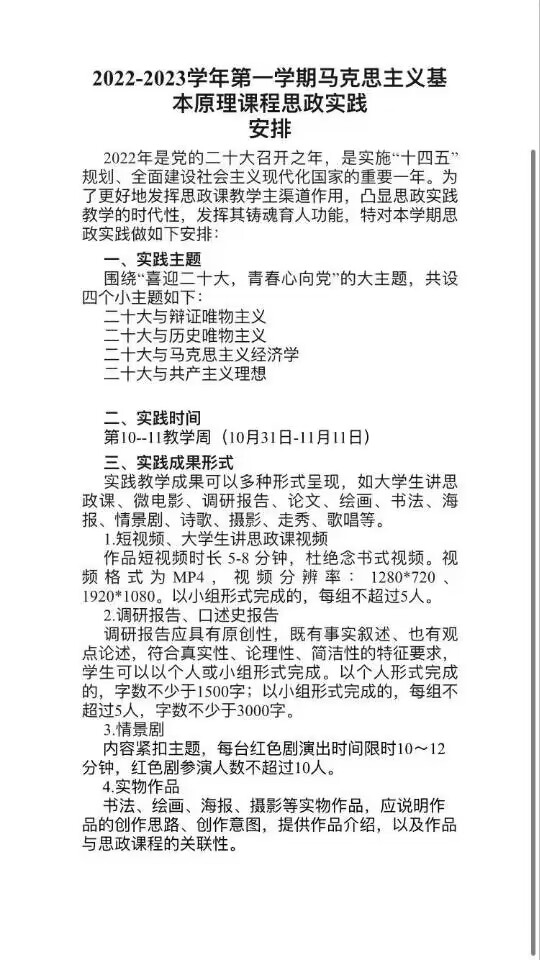 2022-2023学年第一学期马克思主义基
本原理课程思政实践
安排
2022年是党的二十大召开之年，是实施“十四五”
规划、全面建设社会主义现代化国家的重要一年。为
了更好地发挥思政课教学主渠道作用，凸显思政实践
教学的时代性，发挥其铸魂育人功能，特对本学期思
政实践做如下安排：
一、实践主题
围绕“喜迎二十大，青春心向党”的大主题，共设
四个小主题如下：
二十大与辩证唯物主义
二十大与历史唯物主义
二十大与马克思主义经济学
二十大与共产主义理想
二、实践时间
第10--11教学周（10月31日-11月11日）
三、实践成果形式
实践教学成果可以多种形式呈现，如大学生讲思
政课、微电影、调研报告、论文、绘画、书法、海
报、情景剧、诗歌、摄影、走秀、歌唱等。
1.短视频、大学生讲思政课视频
作品短视频时长 5-8 分钟，杜绝念书式视频。视
频格式为MP4，视频分辨率：1280*720、
1920*1080。以小组形式完成的，每组不超过5人。
2.调研报告、口述史报告
调研报告应具有原创性，既有事实叙述、也有观
点论述，符合真实性、论理性、简洁性的特征要求，
学生可以以个人或小组形式完成。以个人形式完成
的，字数不少于1500字；以小组形式完成的，每组不
超过5人，字数不少于3000字。
3.情景剧
内容紧扣主题，每台红色剧演出时间限时10～12
分钟，红色剧参演人数不超过10人。
4.实物作品
书法、绘画、海报、摄影等实物作品，应说明作
品的创作思路、创作意图，提供作品介绍，以及作品
与思政课程的关联性。